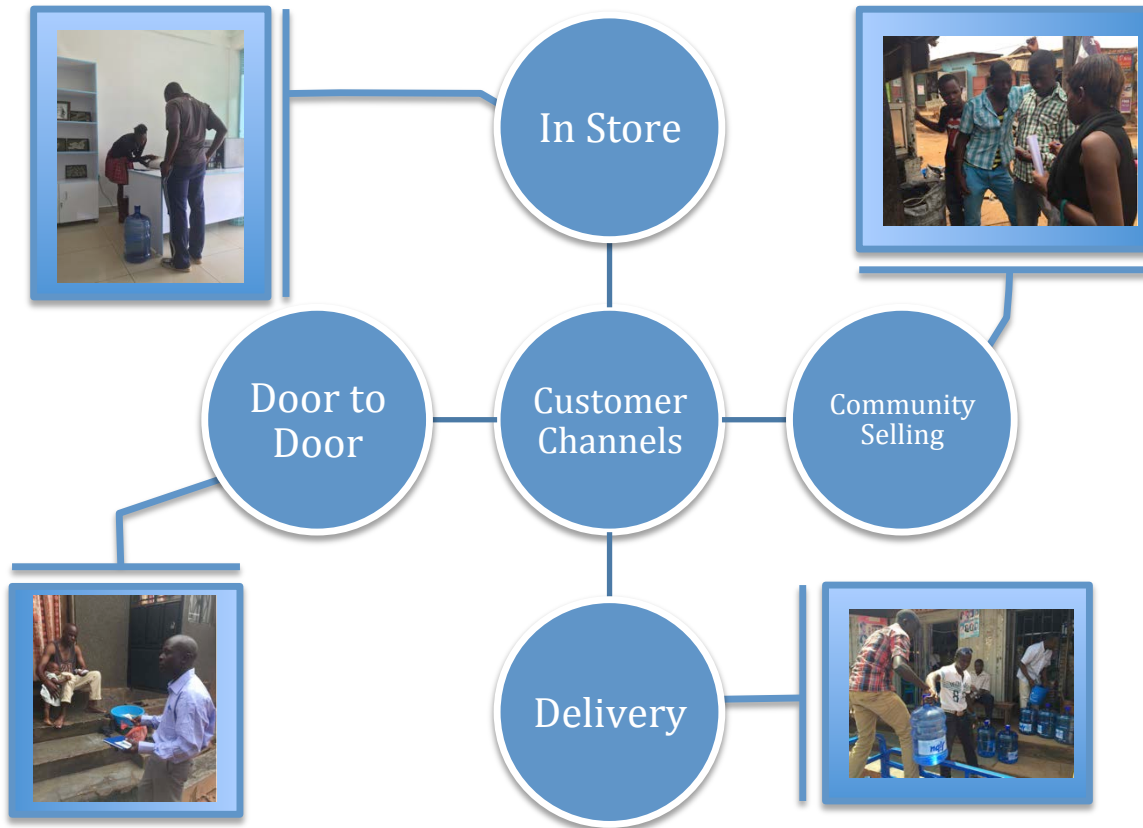 In Store
Door to
Door
Customer
Channels
Community
Selling
Delivery